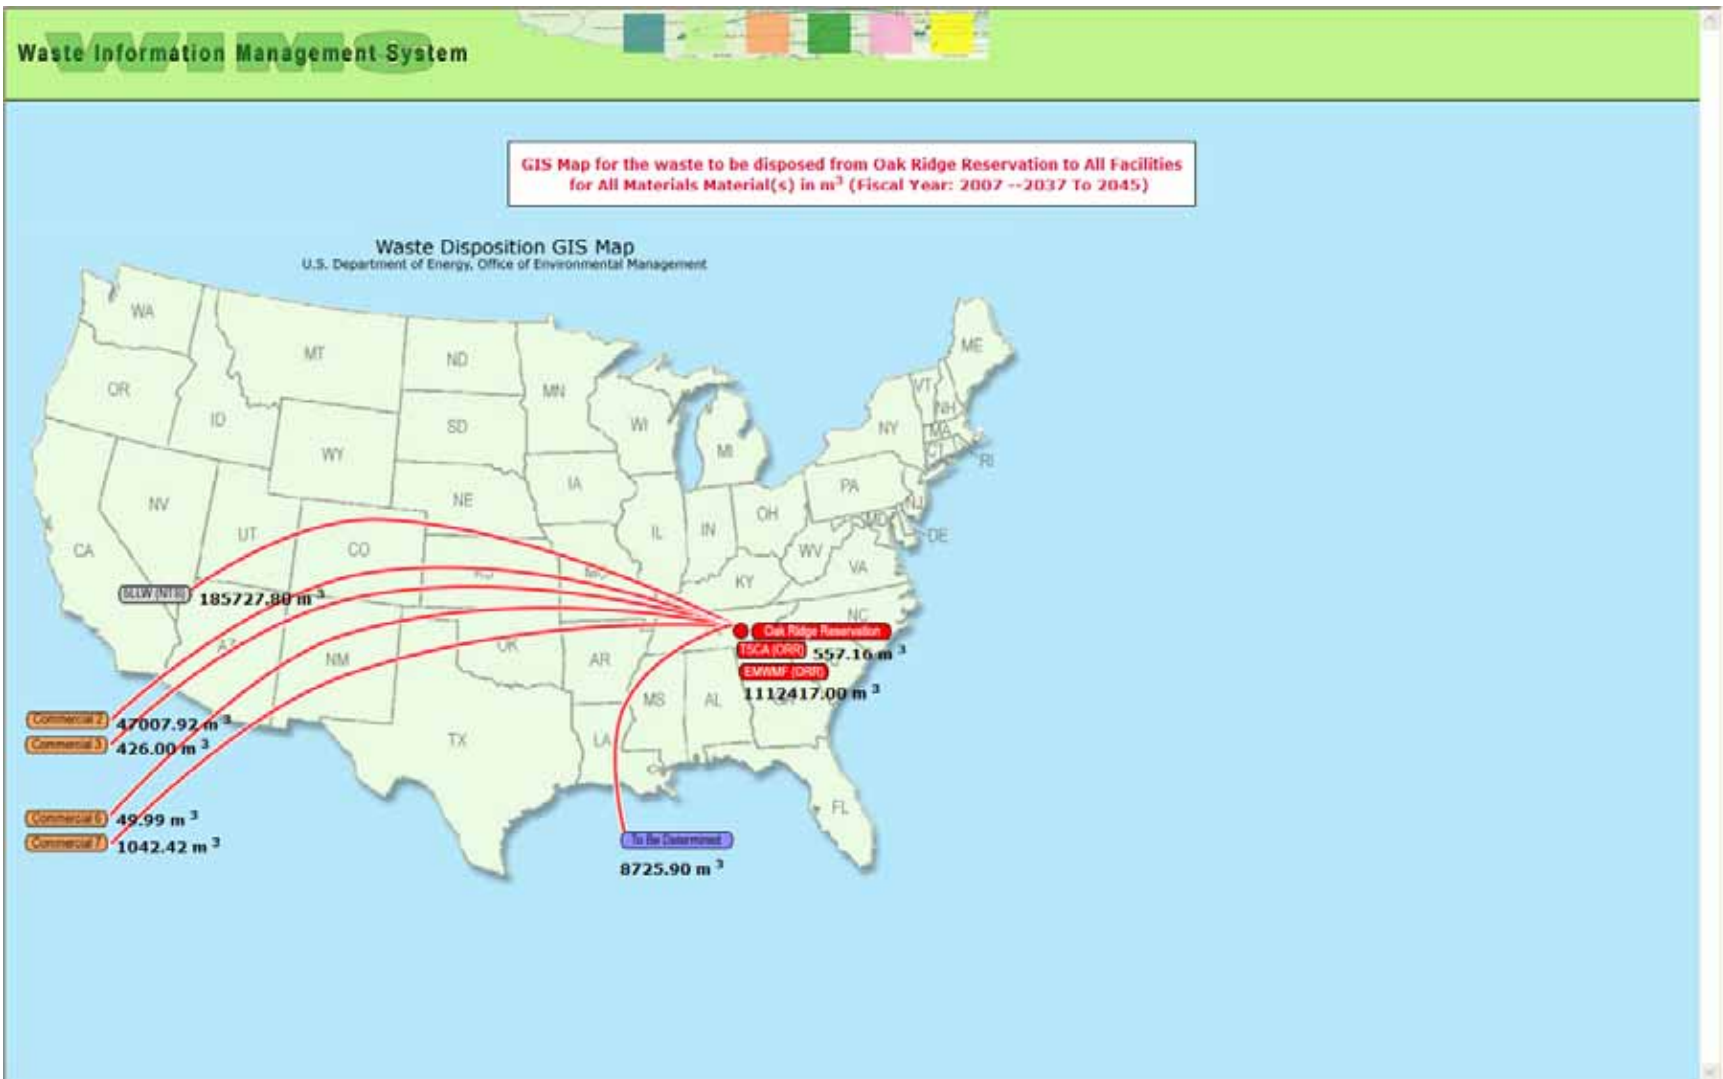 Waste Information Management System
GIS Map for the waste to be disposed from Oak Ridge Reservation to All Facilities
for All Materials Material(s) in m³ (Fiscal Year: 2007 --2037 To 2045)
Waste Disposition GIS Map
U.S. Department of Energy, Office of Environmental Management
WA
MT
ND
MN
ME
OR
ID
SD
WI
MI
VT
NH
NY
MA
CT
RI
WY
NE
IA
PA
NJ
NV
UT
CO
IL
IN
OH
MD
DE
CA
WV
VA
KY
SLLW (NTS)
185727.80 m ³
NC
AZ
NM
OK
AR
Oak Ridge Reservation
TSCA (ORR)
557.16 m ³
EMWMF (ORR)
1112417.00 m ³
MS
AL
Commercial 2
47007.92 m ³
Commercial 3
426.00 m ³
TX
LA
FL
Commercial 6
49.99 m ³
Commercial 7
1042.42 m ³
To Be Determined
8725.90 m ³